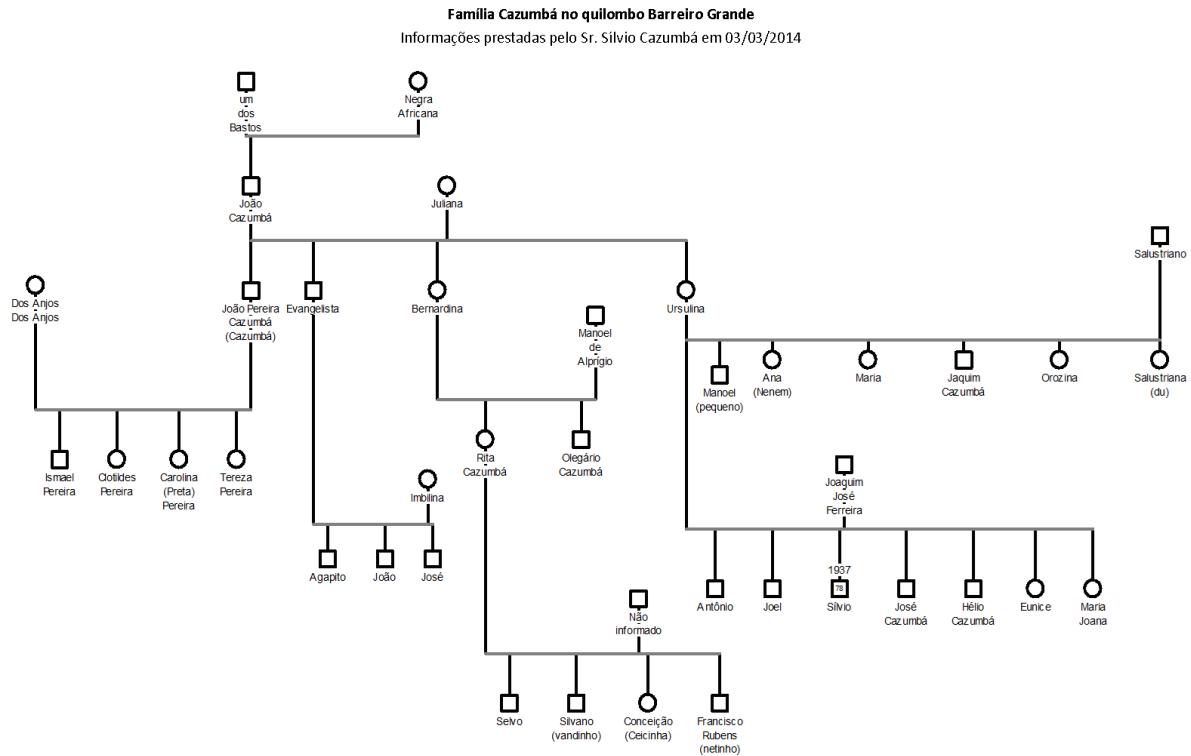 Família Cazumbá no quilombo Barreiro Grande
Informações prestadas pelo Sr. Sílvio Cazumbá em 03/03/2014
um
dos
Bastos
Negra
Africana
João
Cazumbá
Juliana
Salustriano
Dos Anjos
Dos Anjos
João Pereira
Cazumbá
(Cazumbá)
Evangelista
Bernardina
Manoel
de
Alprígio
Ursulina
Manoel
(pequeno)
Ana
(Nenem)
Maria
Jaquim
Cazumbá
Orozina
Salustriana
(du)
Ismael
Pereira
Clotildes
Pereira
Carolina
(Preta)
Pereira
Tereza
Pereira
Rita
Cazumbá
Olegário
Cazumbá
Imbilina
Joaquim
José
Ferreira
Agapito
João
José
1937
78
Antônio
Joel
Sílvio
José
Cazumbá
Hélio
Cazumbá
Eunice
Maria
Joana
Não
informado
Selvo
Silvano
(vandinho)
Conceição
(Ceicinha)
Francisco
Rubens
(netinho)